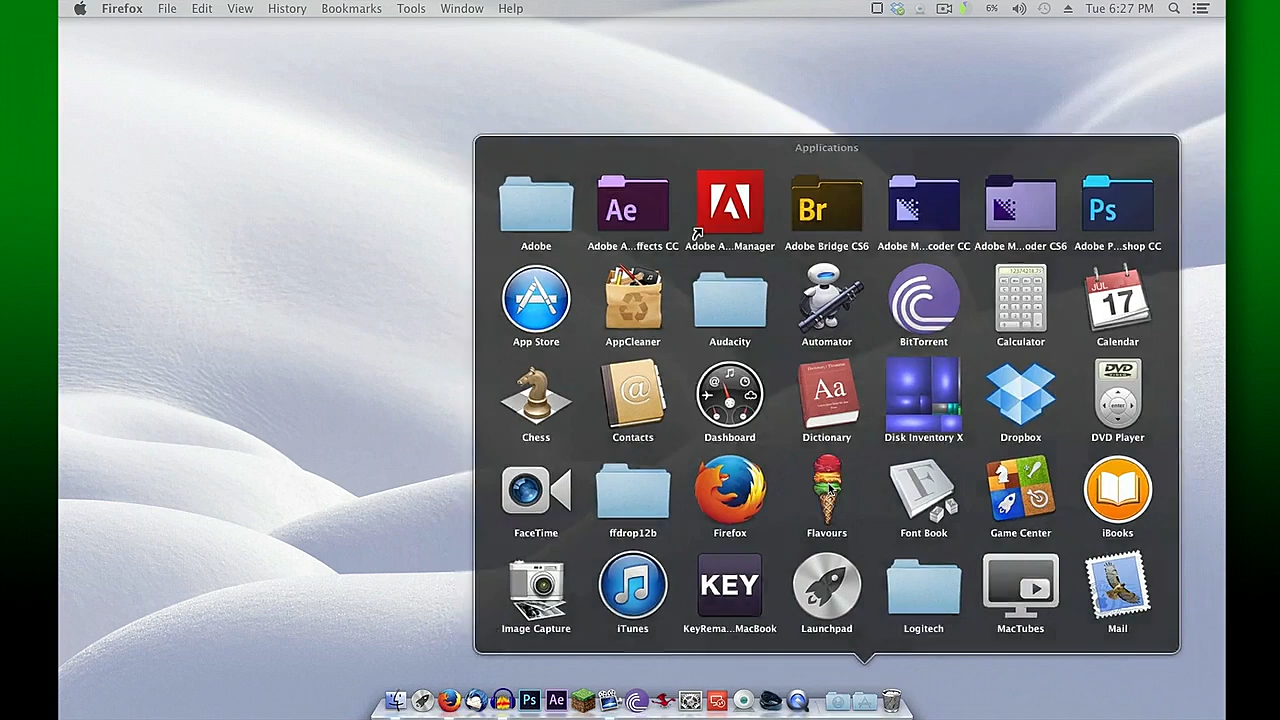 Firefox File Edit View History Bookmarks Tools Window Help 6% Tue 6:27 PM
Applications
Ae Br Ps
Adobe Adobe A...ffects CC Adobe A...Manager Adobe Bridge CS6 Adobe M...coder CC Adobe M...oder CS6 Adobe P...shop CC
JUL
17
App Store AppCleaner Audacity Automator BitTorrent Calculator Calendar
@ Aa DVD
enter
Chess Contacts Dashboard Dictionary Disk Inventory X Dropbox DVD Player
F
FaceTime ffdrop12b Firefox Flavours Font Book Game Center iBooks
KEY
Image Capture iTunes KeyRema...MacBook Launchpad Logitech MacTubes Mail
Ps Ae